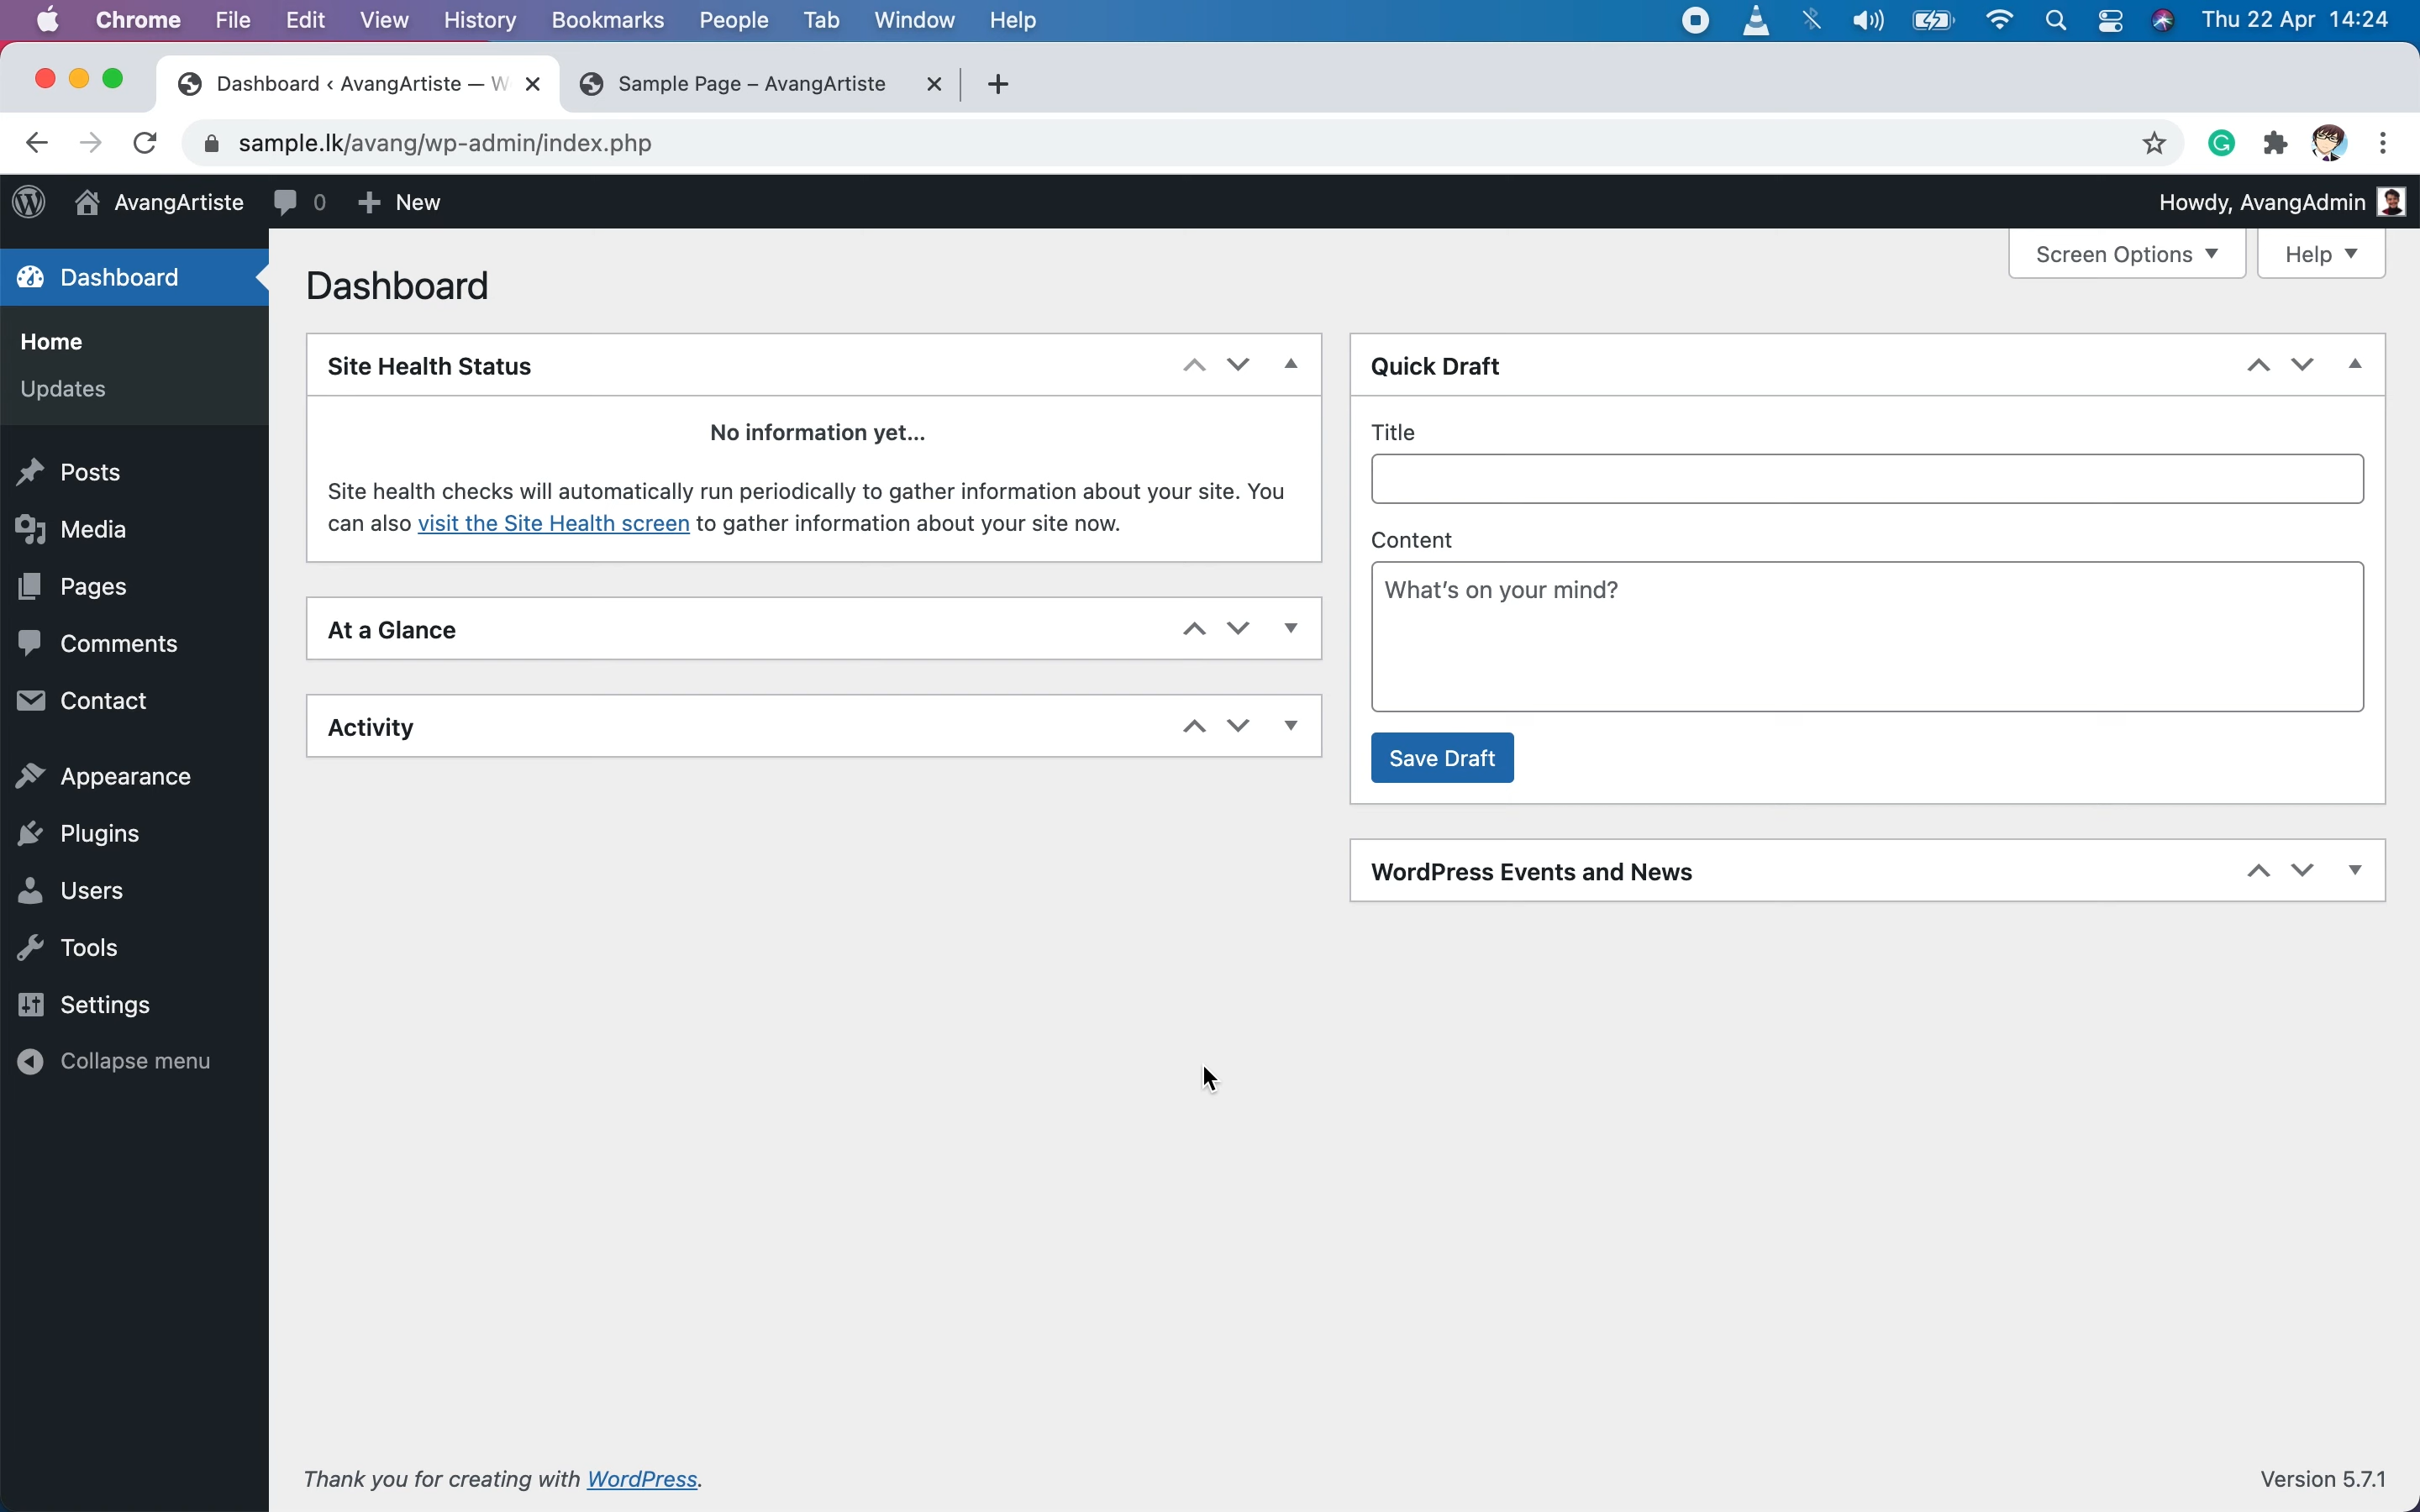 Chrome File Edit View History Bookmarks People Tab Window Help Thu 22 Apr 14:24
Dashboard ‹ AvangArtiste — W Sample Page – AvangArtiste
sample.lk/avang/wp-admin/index.php
AvangArtiste 0 New Howdy, AvangAdmin
Screen Options Help
Dashboard
Home
Updates
Posts
Media
Pages
Comments
Contact
Appearance
Plugins
Users
Tools
Settings
Collapse menu
Dashboard
Site Health Status
No information yet...
Site health checks will automatically run periodically to gather information about your site. You
can also visit the Site Health screen to gather information about your site now.
At a Glance
Activity
Quick Draft
Title
Content
What's on your mind?
Save Draft
WordPress Events and News
Thank you for creating with WordPress.
Version 5.7.1